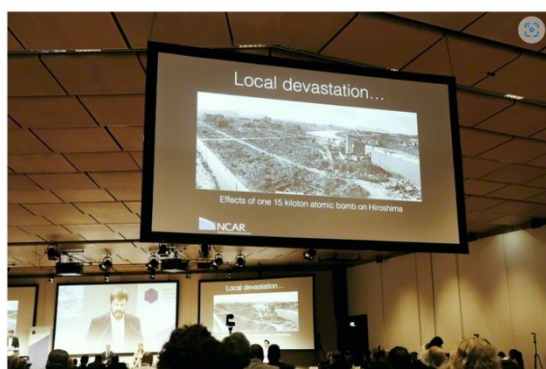 Local devastation...
Effects of one 15 kiloton atomic bomb on Hiroshima
NCAR
Local devastation...